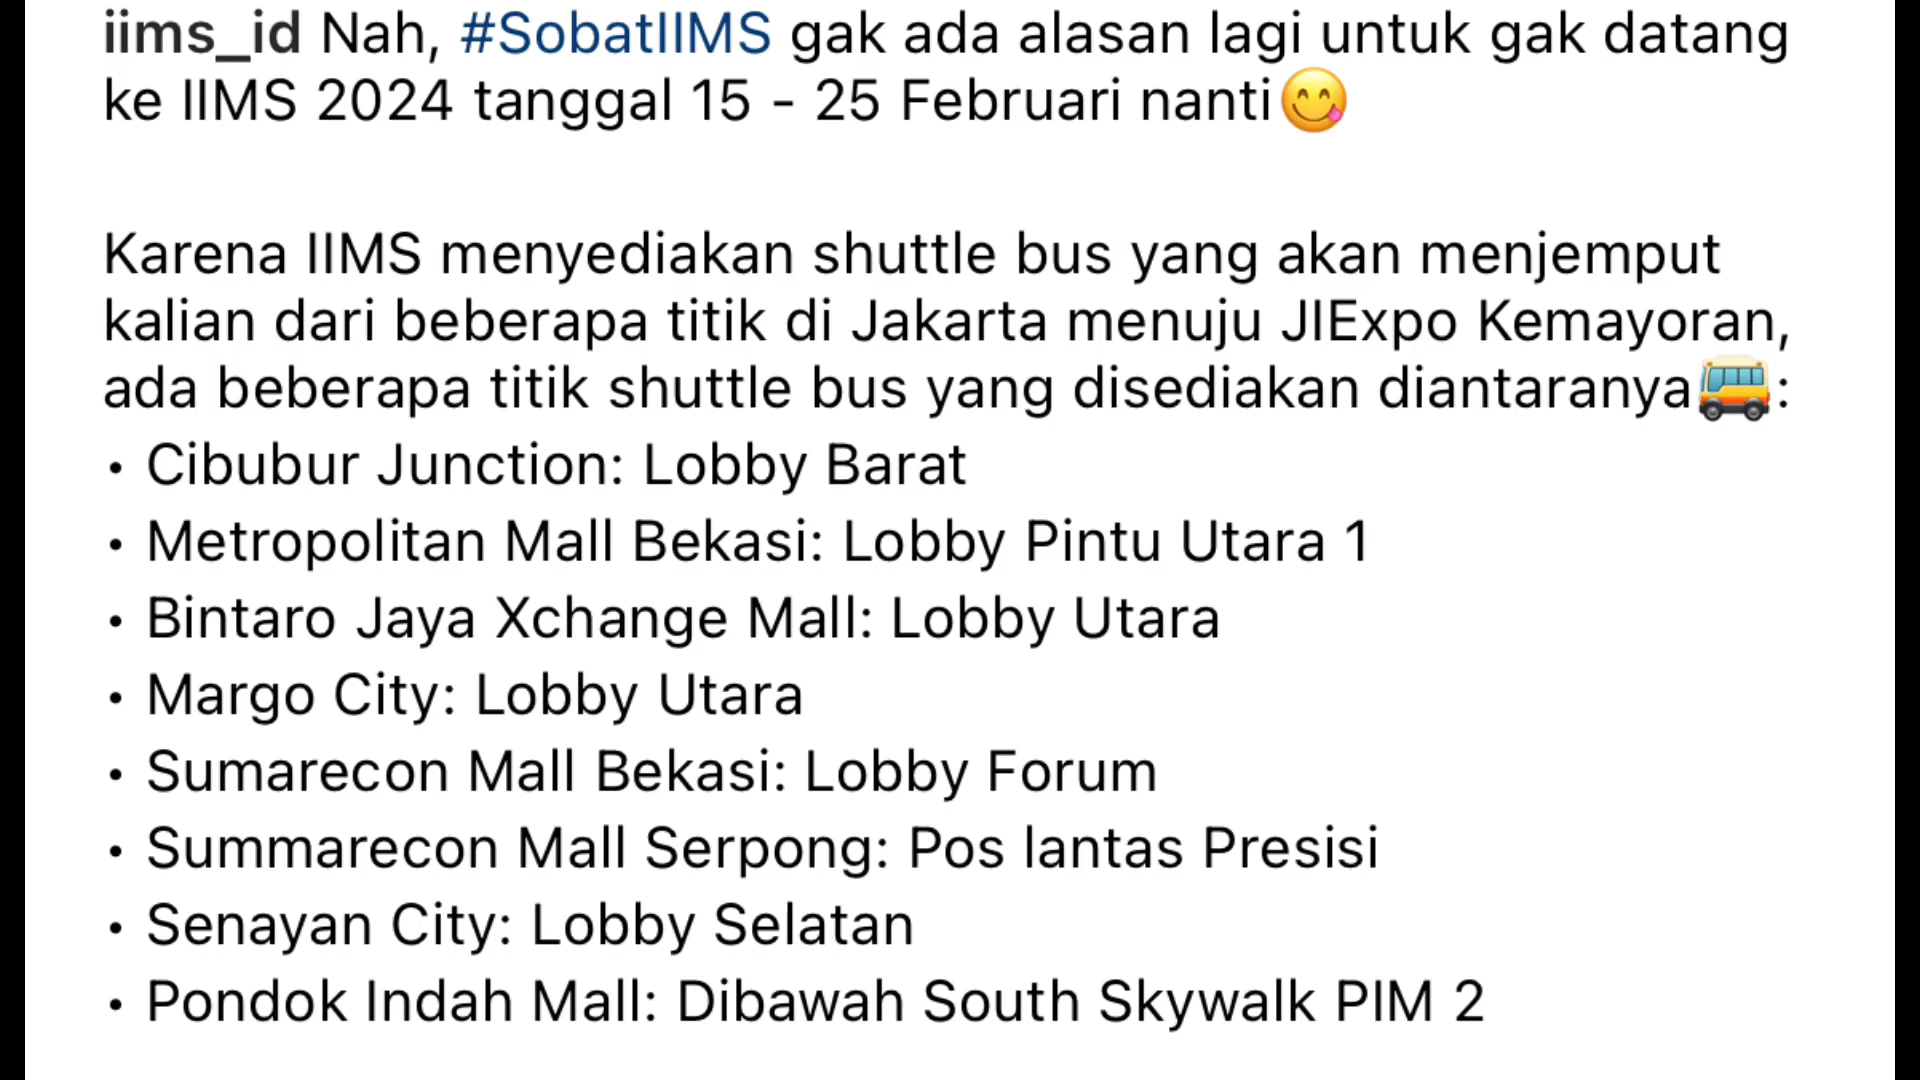 iims_id Nah, #SobatIIMS gak ada alasan lagi untuk gak datang
ke IIMS 2024 tanggal 15 - 25 Februari nanti😋
Karena IIMS menyediakan shuttle bus yang akan menjemput
kalian dari beberapa titik di Jakarta menuju JIExpo Kemayoran,
ada beberapa titik shuttle bus yang disediakan diantaranya🚌:
• Cibubur Junction: Lobby Barat
• Metropolitan Mall Bekasi: Lobby Pintu Utara 1
• Bintaro Jaya Xchange Mall: Lobby Utara
• Margo City: Lobby Utara
• Sumarecon Mall Bekasi: Lobby Forum
• Summarecon Mall Serpong: Pos lantas Presisi
• Senayan City: Lobby Selatan
• Pondok Indah Mall: Dibawah South Skywalk PIM 2